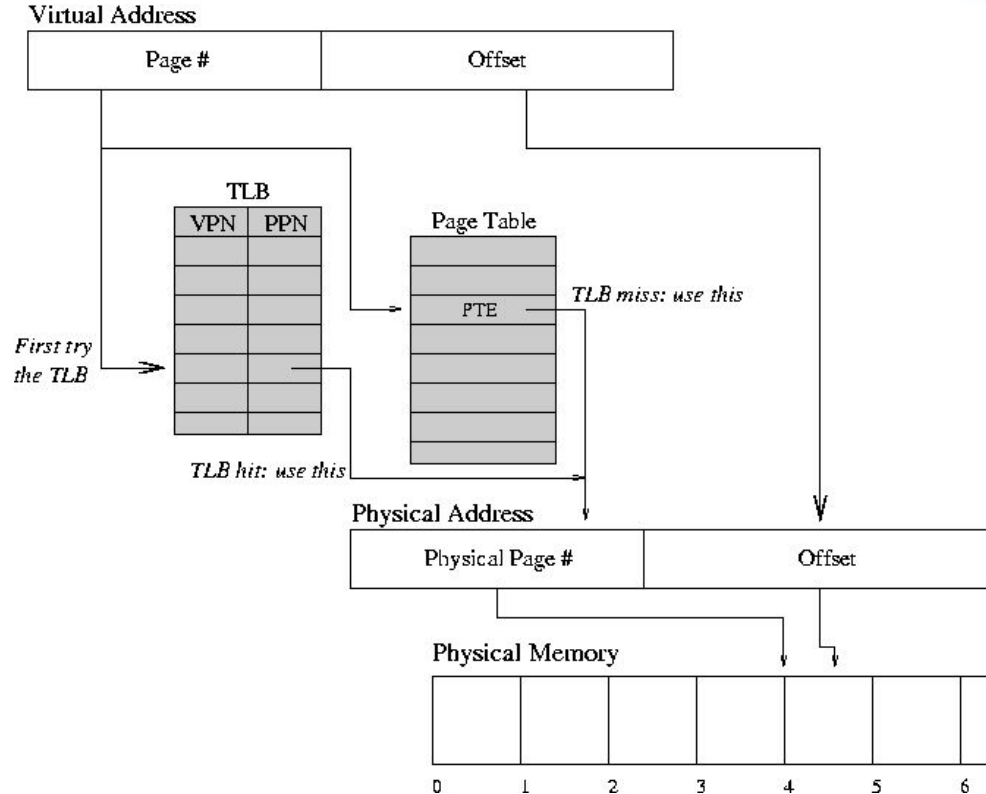 Virtual Address
Page #
Offset
TLB
VPN
PPN
Page Table
PTE
TLB miss: use this
First try
the TLB
TLB hit: use this
Physical Address
Physical Page #
Offset
Physical Memory
0
1
2
3
4
5
6